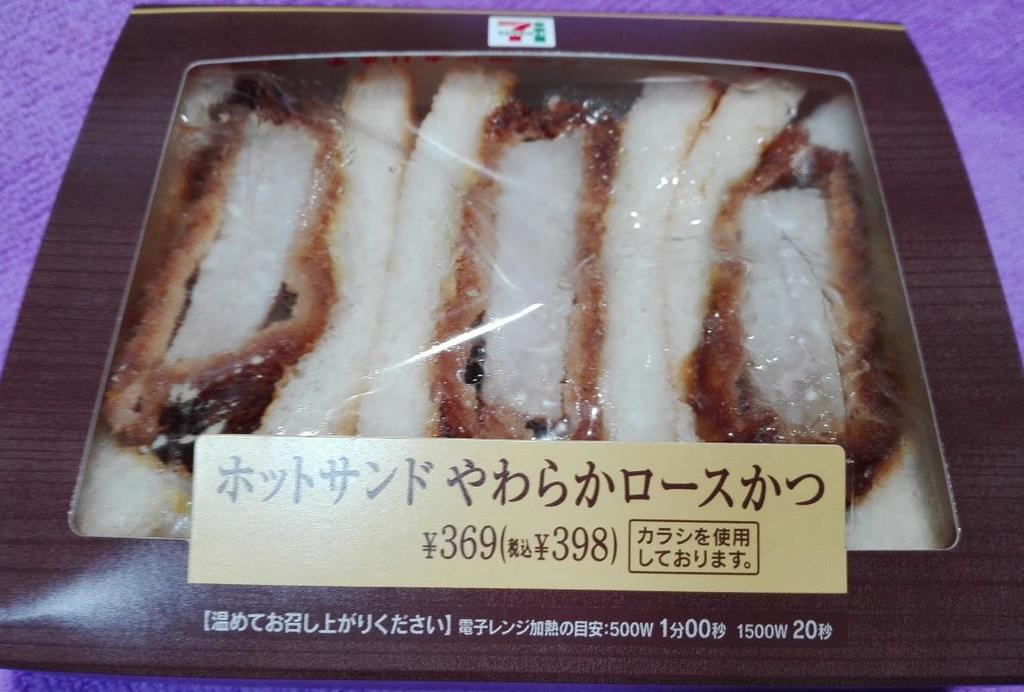 ホットサンド やわらかロースかつ
¥369(税込¥398)
カラシを使用
しております。
【温めてお召し上がりください】 電子レンジ加熱の目安:500W 1分00秒 1500W 20秒